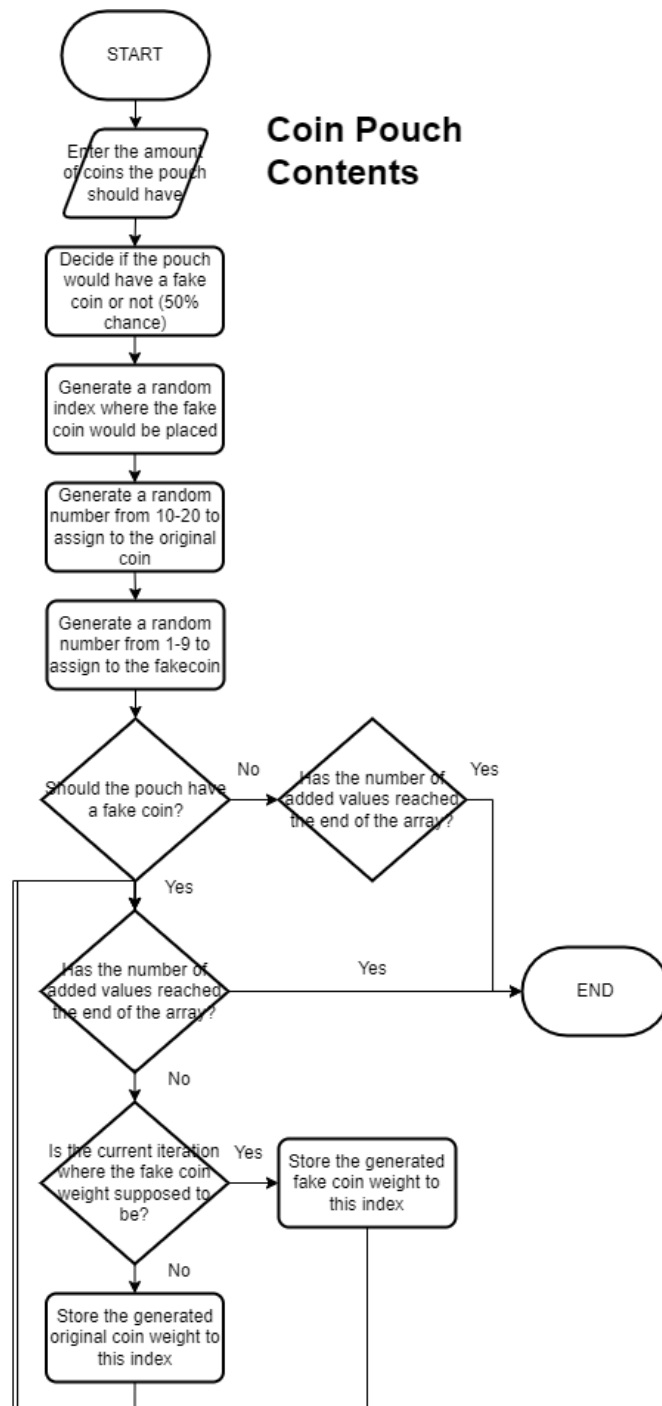 START
Coin Pouch
Contents
Enter the amount
of coins the pouch
should have
Decide if the pouch
would have a fake
coin or not (50%
chance)
Generate a random
index where the fake
coin would be placed
Generate a random
number from 10-20 to
assign to the original
coin
Generate a random
number from 1-9 to
assign to the fakecoin
Should the pouch have
a fake coin?
No
Has the number of
added values reached
the end of the array?
Yes
Yes
Has the number of
added values reached
the end of the array?
Yes
END
No
Is the current iteration
where the fake coin
weight supposed to
be?
Yes
Store the generated
fake coin weight to
this index
No
Store the generated
original coin weight to
this index